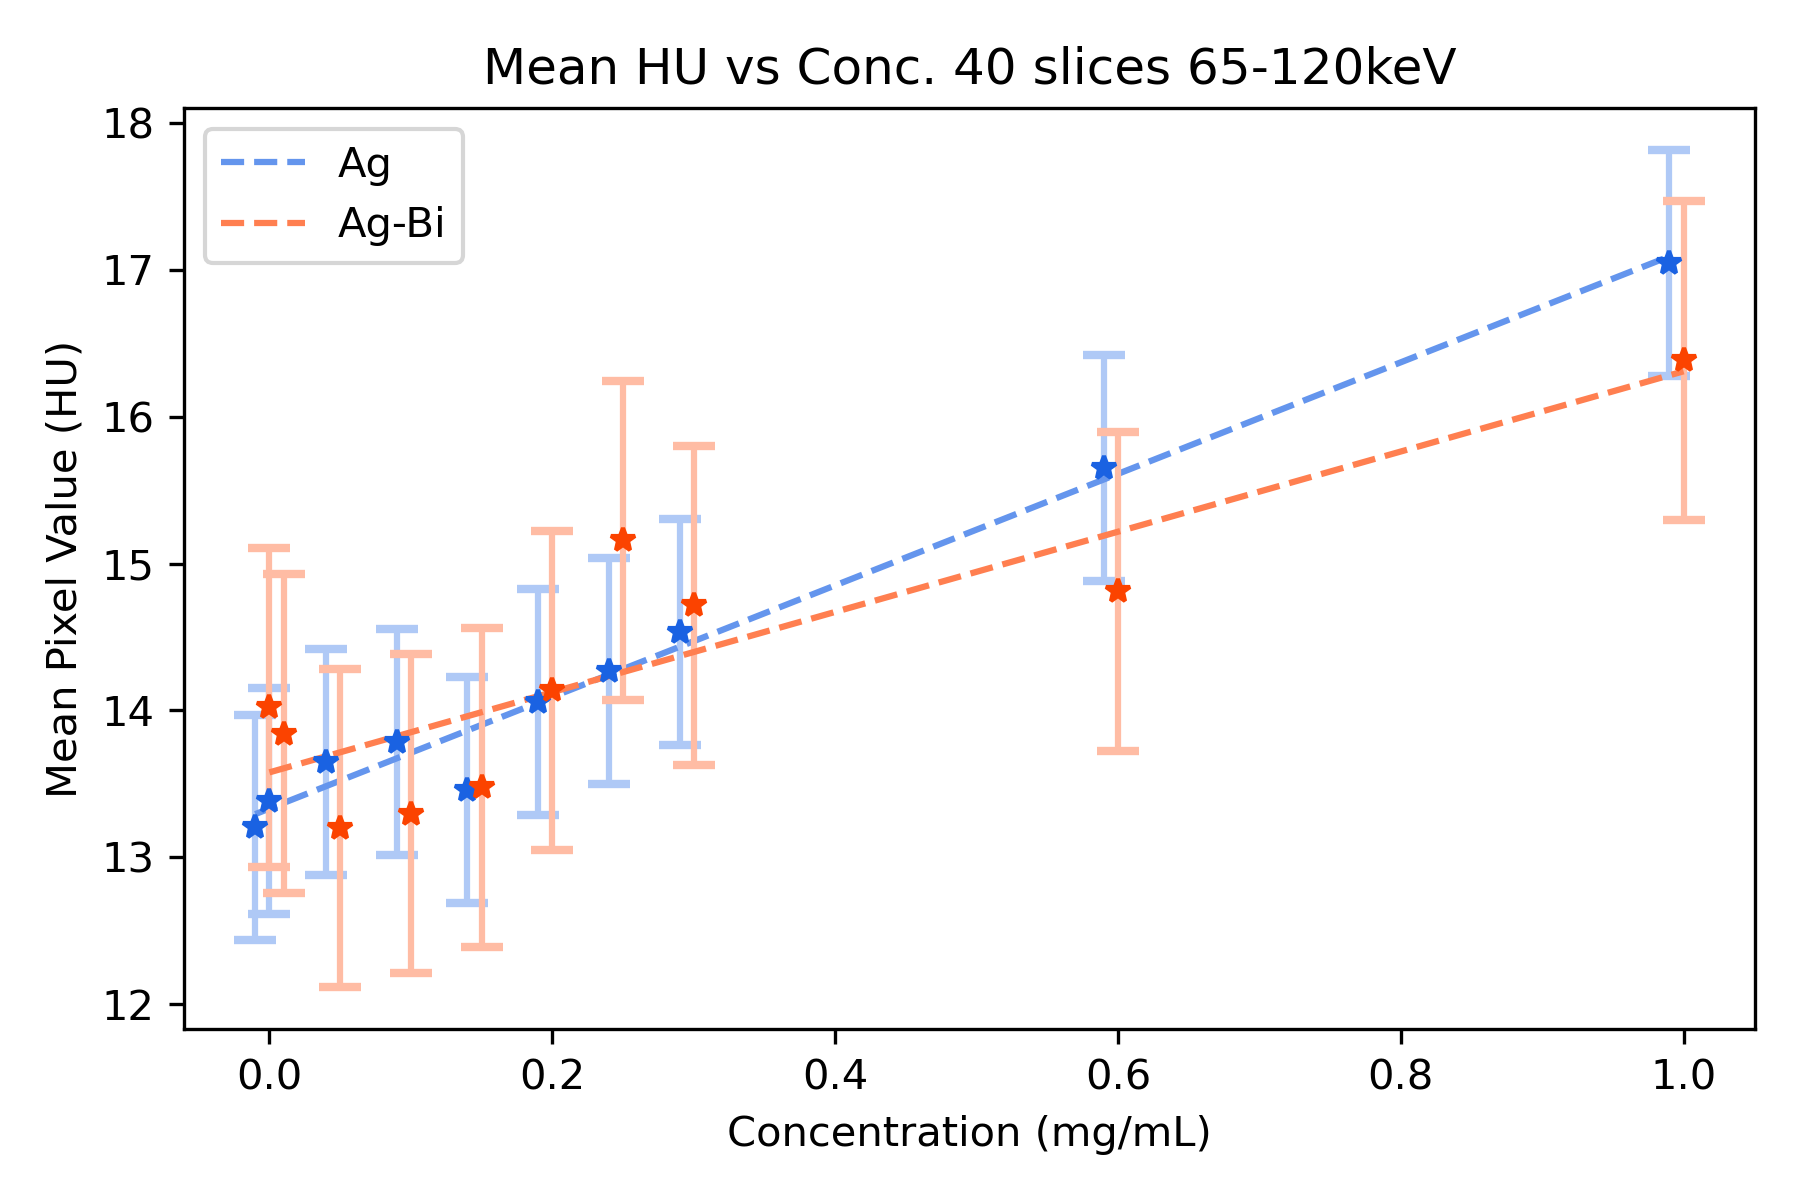 Mean HU vs Conc. 40 slices 65-120keV
Ag
Ag-Bi
18
17
16
15
14
13
12
Mean Pixel Value (HU)
0.0 0.2 0.4 0.6 0.8 1.0
Concentration (mg/mL)